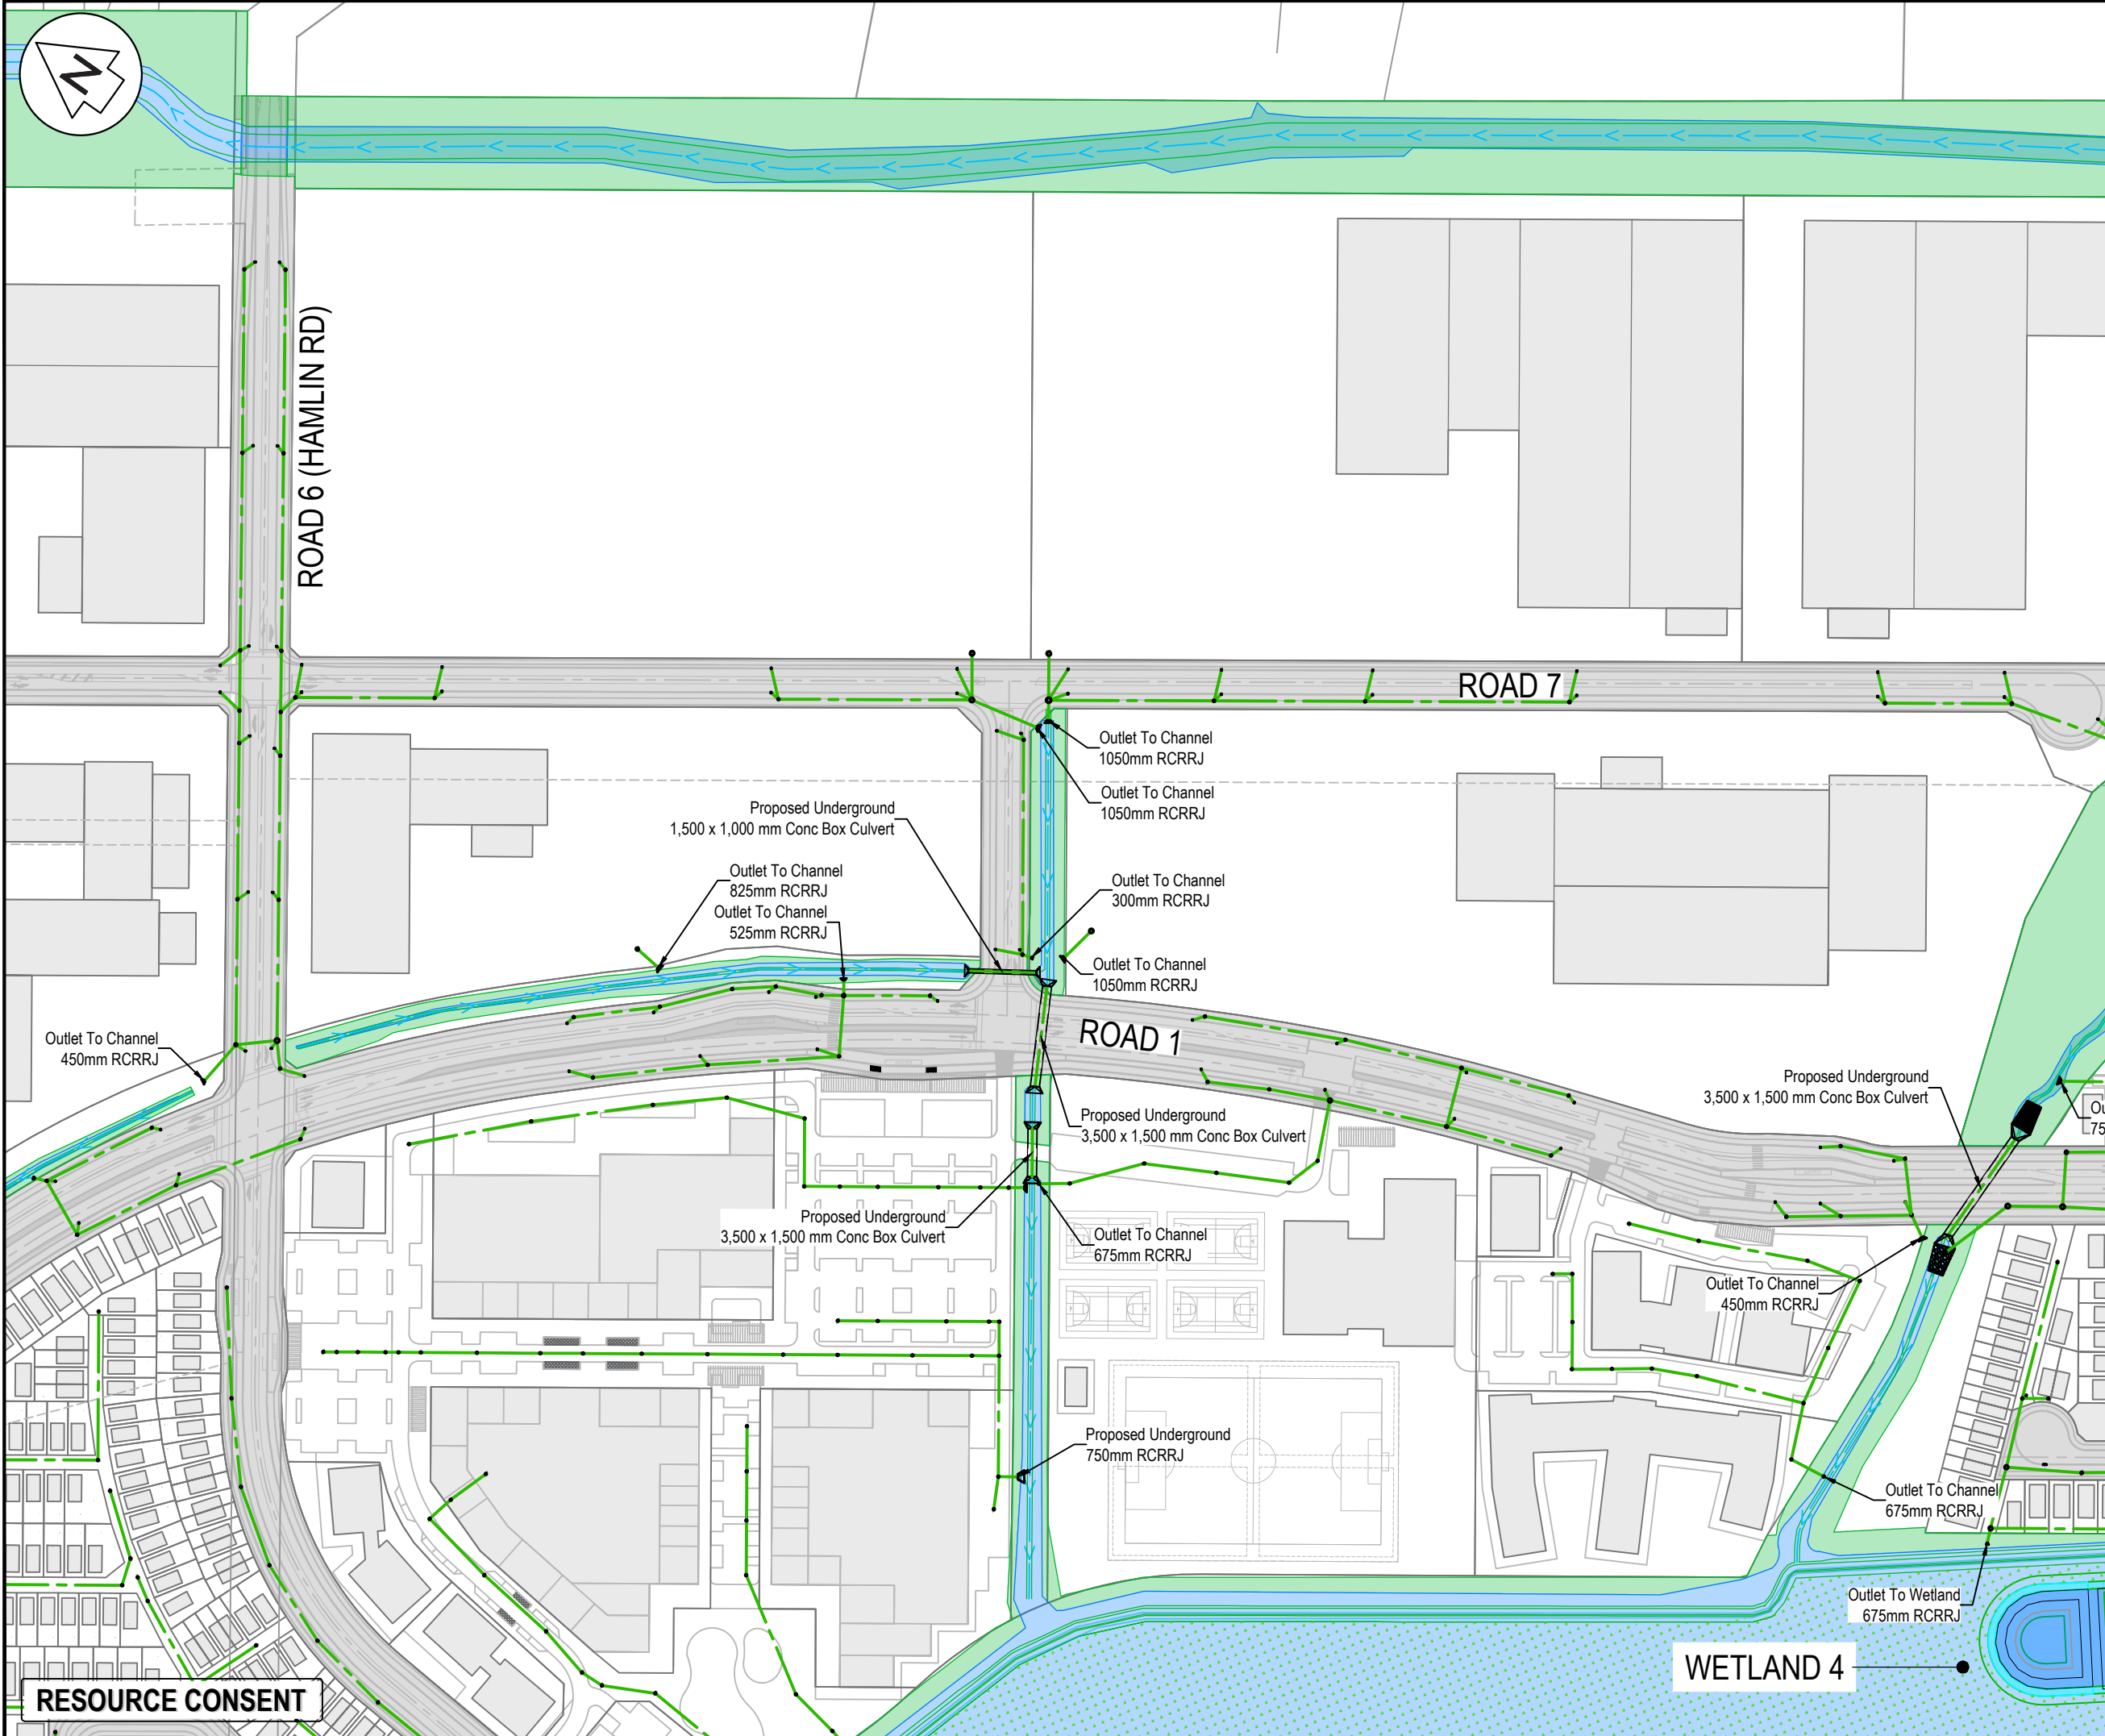 N
ROAD 6 (HAMLIN RD)
ROAD 7
Outlet To Channel
1050mm RCRRJ
Outlet To Channel
1050mm RCRRJ
Proposed Underground
1,500 x 1,000 mm Conc Box Culvert
Outlet To Channel
825mm RCRRJ
Outlet To Channel
525mm RCRRJ
Outlet To Channel
300mm RCRRJ
Outlet To Channel
1050mm RCRRJ
Outlet To Channel
450mm RCRRJ
ROAD 1
Proposed Underground
3,500 x 1,500 mm Conc Box Culvert
Proposed Underground
3,500 x 1,500 mm Conc Box Culvert
Ou
75
Proposed Underground
3,500 x 1,500 mm Conc Box Culvert
Outlet To Channel
675mm RCRRJ
Outlet To Channel
450mm RCRRJ
Proposed Underground
750mm RCRRJ
Outlet To Channel
675mm RCRRJ
Outlet To Wetland
675mm RCRRJ
WETLAND 4
RESOURCE CONSENT